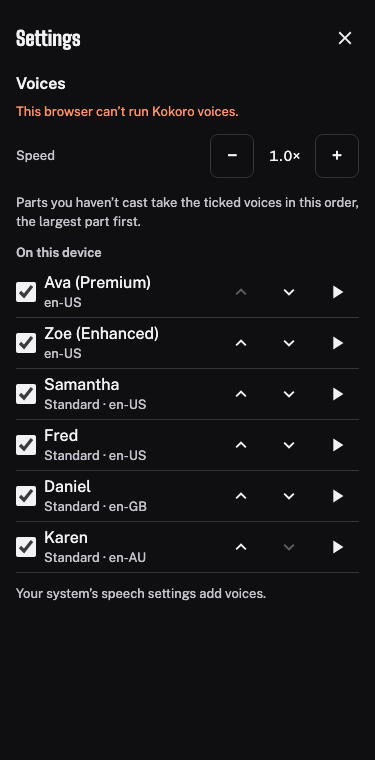 Settings
Voices
This browser can’t run Kokoro voices.
Speed
− 1.0× +
Parts you haven’t cast take the ticked voices in this order,
the largest part first.
On this device
Ava (Premium)
en-US
Zoe (Enhanced)
en-US
Samantha
Standard · en-US
Fred
Standard · en-US
Daniel
Standard · en-GB
Karen
Standard · en-AU
Your system’s speech settings add voices.